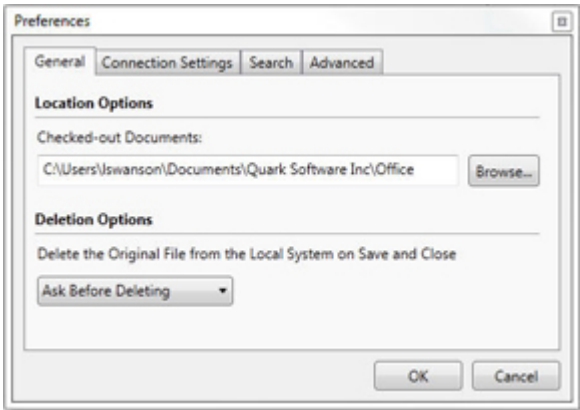 Preferences
General Connection Settings Search Advanced
Location Options
Checked-out Documents:
C:\Users\lswanson\Documents\Quark Software Inc\Office Browse...
Deletion Options
Delete the Original File from the Local System on Save and Close
Ask Before Deleting
OK Cancel